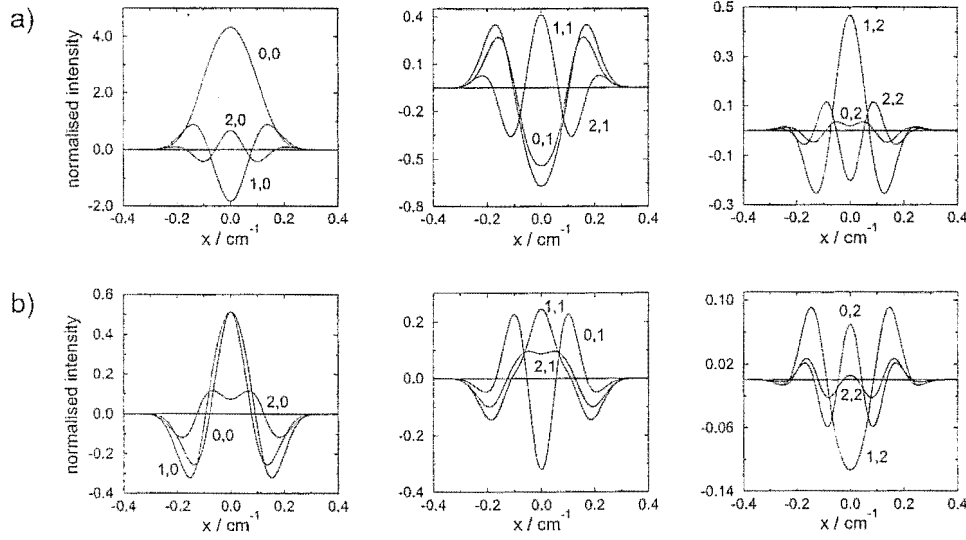 a)
normalised intensity
4.0
2.0
0.0
-2.0
0,0
2,0
1,0
-0.4 -0.2 0.0 0.2 0.4
x / cm⁻¹
0.4
0.1
-0.2
-0.5
-0.8
1,1
0,1
2,1
-0.4 -0.2 0.0 0.2 0.4
x / cm⁻¹
0.5
0.3
0.1
-0.1
-0.3
1,2
2,2
0,2
-0.4 -0.2 0.0 0.2 0.4
x / cm⁻¹
b)
normalised intensity
0.6
0.4
0.2
0.0
-0.2
-0.4
2,0
0,0
1,0
-0.4 -0.2 0.0 0.2 0.4
x / cm⁻¹
0.2
0.0
-0.2
-0.4
1,1
0,1
2,1
-0.4 -0.2 0.0 0.2 0.4
x / cm⁻¹
0.10
0.02
-0.06
-0.14
0,2
2,2
1,2
-0.4 -0.2 0.0 0.2 0.4
x / cm⁻¹